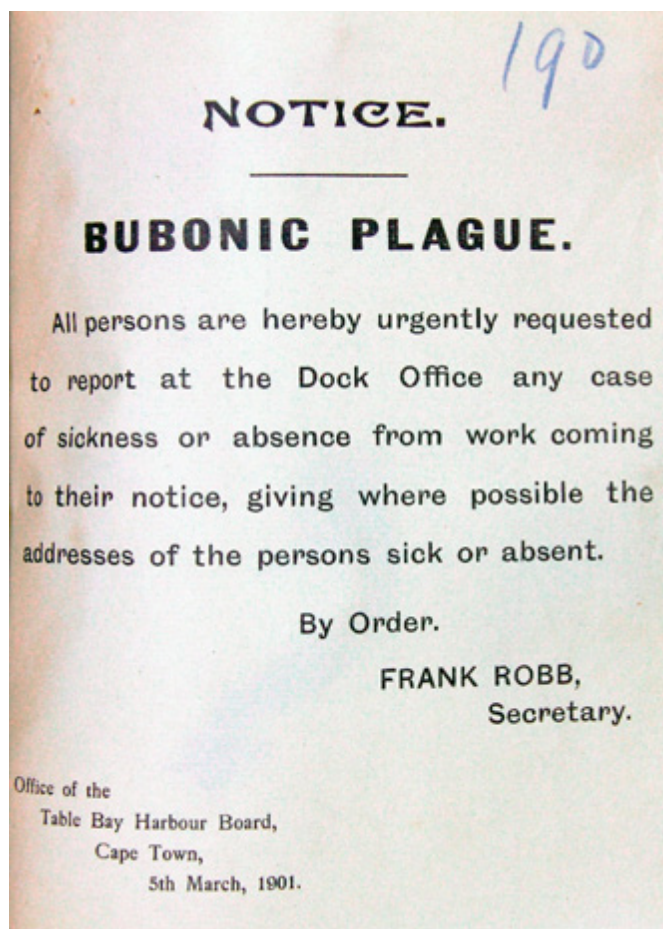 190
NOTICE.
BUBONIC PLAGUE.
All persons are hereby urgently requested
to report at the Dock Office any case
of sickness or absence from work coming
to their notice, giving where possible the
addresses of the persons sick or absent.
By Order.
FRANK ROBB,
Secretary.
Office of the
Table Bay Harbour Board,
Cape Town,
5th March, 1901.